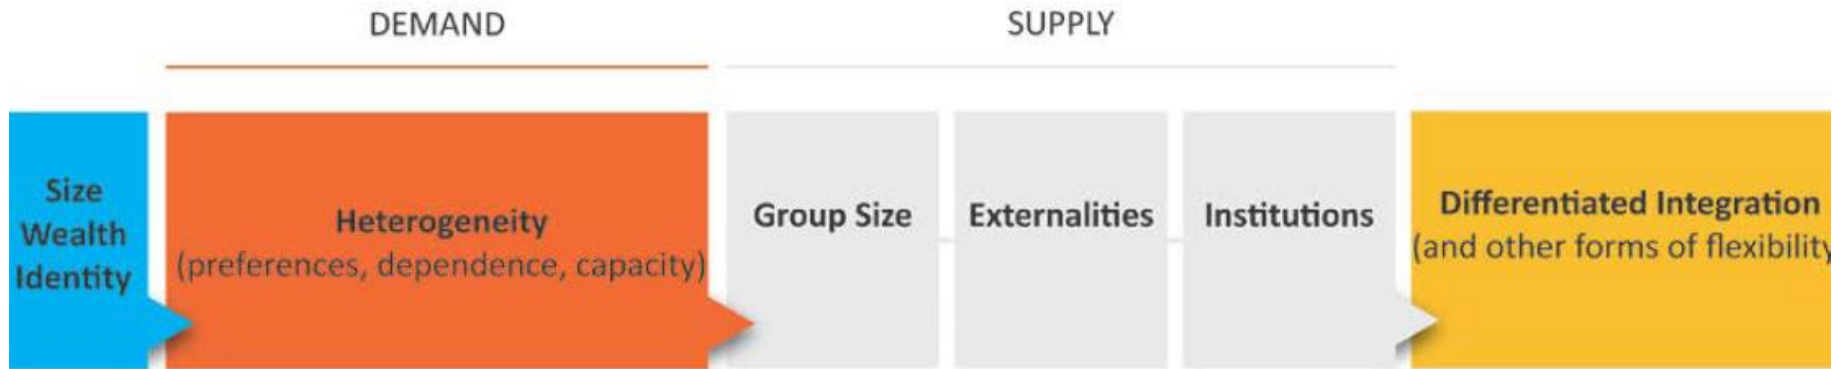 DEMAND
SUPPLY
Size
Wealth
Identity
Heterogeneity
(preferences, dependence, capacity)
Group Size
Externalities
Institutions
Differentiated Integration
(and other forms of flexibility